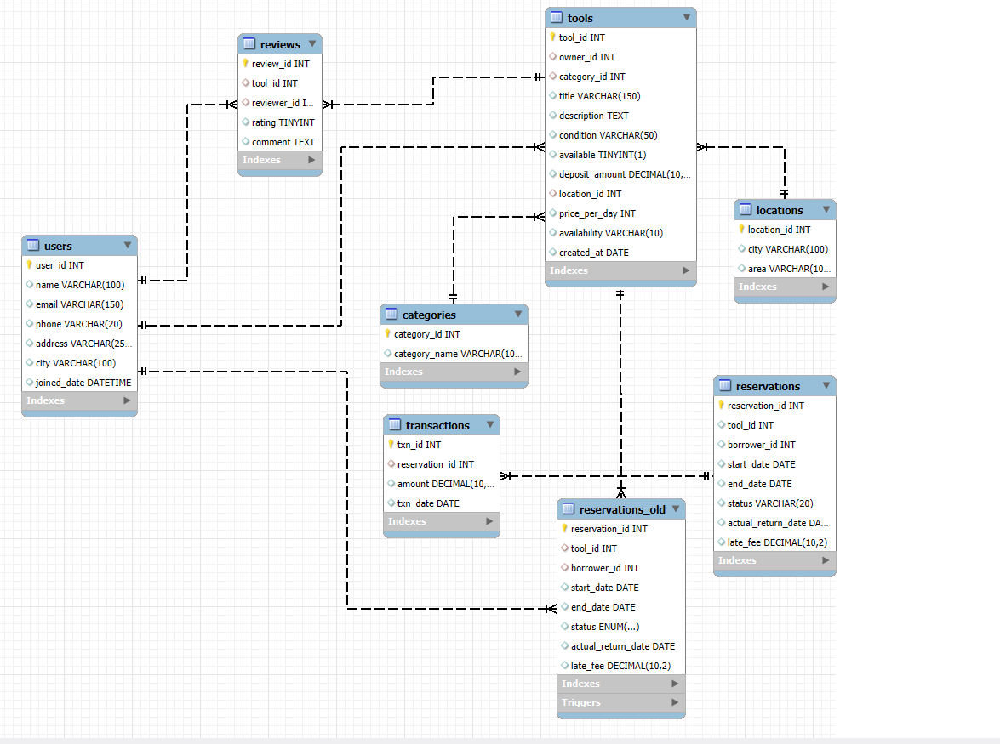 tools
tool_id INT
owner_id INT
category_id INT
title VARCHAR(150)
description TEXT
condition VARCHAR(50)
available TINYINT(1)
deposit_amount DECIMAL(10,...
location_id INT
price_per_day INT
availability VARCHAR(10)
created_at DATE
Indexes
reviews
review_id INT
tool_id INT
reviewer_id I...
rating TINYINT
comment TEXT
Indexes
locations
location_id INT
city VARCHAR(100)
area VARCHAR(10...
Indexes
users
user_id INT
name VARCHAR(100)
email VARCHAR(150)
phone VARCHAR(20)
address VARCHAR(25...
city VARCHAR(100)
joined_date DATETIME
Indexes
categories
category_id INT
category_name VARCHAR(10...
Indexes
reservations
reservation_id INT
tool_id INT
borrower_id INT
start_date DATE
end_date DATE
status VARCHAR(20)
actual_return_date DA...
late_fee DECIMAL(10,2)
Indexes
transactions
txn_id INT
reservation_id INT
amount DECIMAL(10,...
txn_date DATE
Indexes
reservations_old
reservation_id INT
tool_id INT
borrower_id INT
start_date DATE
end_date DATE
status ENUM(...)
actual_return_date DATE
late_fee DECIMAL(10,2)
Indexes
Triggers